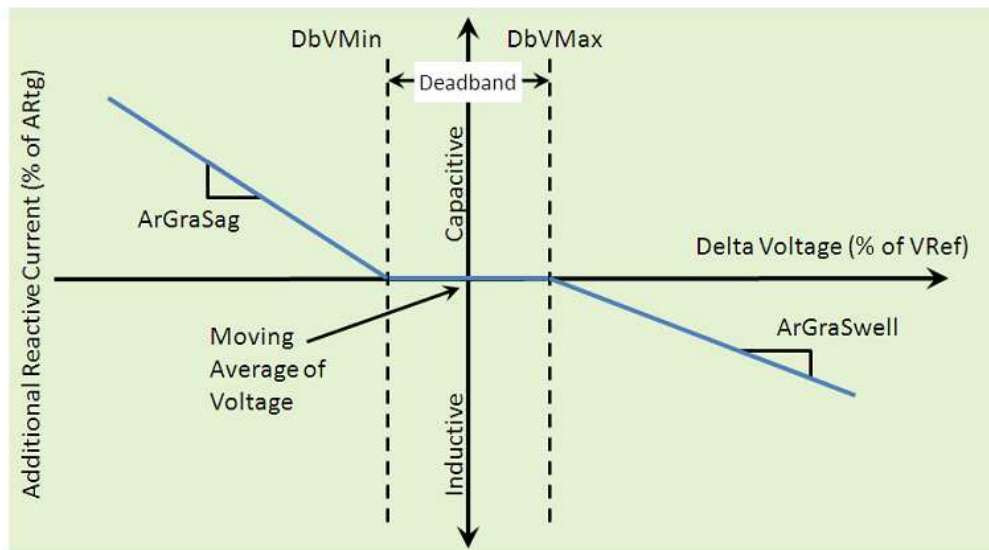 DbVMin
DbVMax
Deadband
Additional Reactive Current (% of ARtg)
Capacitive
ArGraSag
Delta Voltage (% of VRef)
Moving
Average of
Voltage
ArGraSwell
Inductive